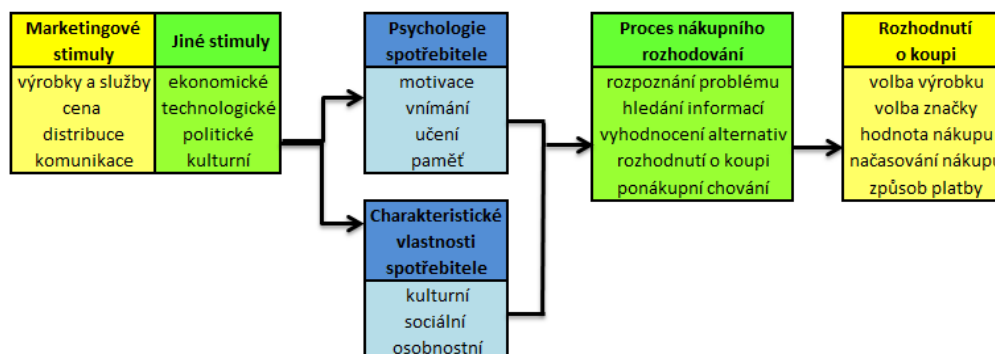 Marketingové
stimuly
výrobky a služby
cena
distribuce
komunikace
Jiné stimuly
ekonomické
technologické
politické
kulturní
Psychologie
spotřebitele
motivace
vnímání
učení
paměť
Charakteristické
vlastnosti
spotřebitele
kulturní
sociální
osobnostní
Proces nákupního
rozhodování
rozpoznání problému
hledání informací
vyhodnocení alternativ
rozhodnutí o koupi
ponákupní chování
Rozhodnutí
o koupi
volba výrobku
volba značky
hodnota nákupu
načasování nákupu
způsob platby